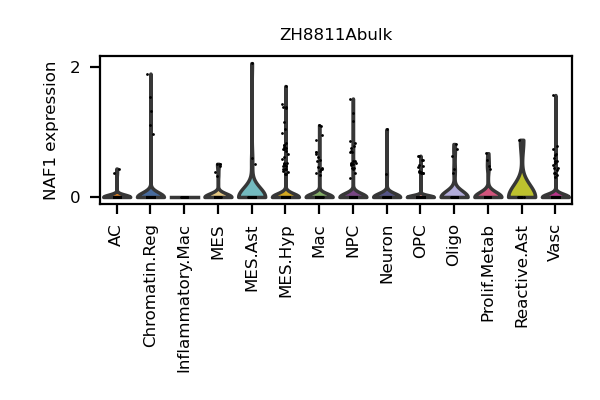 ZH8811Abulk
NAF1 expression
2
0
AC
Chromatin.Reg
Inflammatory.Mac
MES
MES.Ast
MES.Hyp
Mac
NPC
Neuron
OPC
Oligo
Prolif.Metab
Reactive.Ast
Vasc